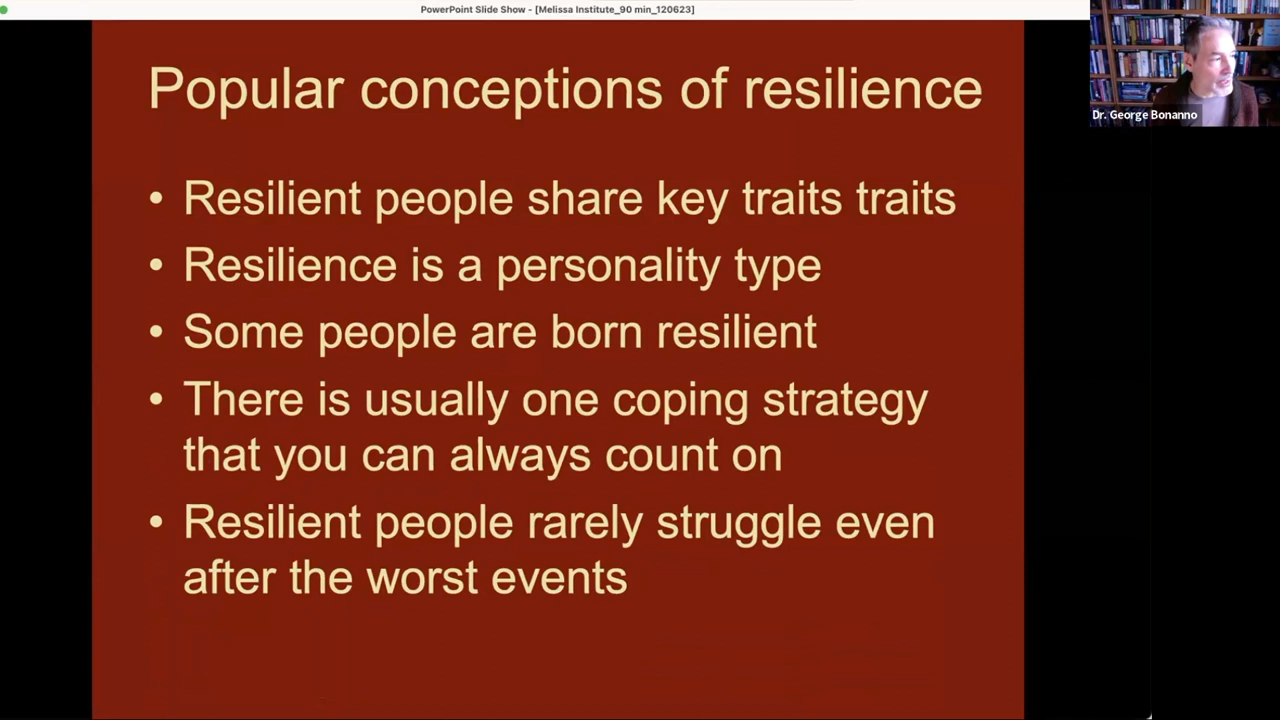 PowerPoint Slide Show - [Melissa Institute_90 min_120623]
Dr. George Bonanno
Popular conceptions of resilience
• Resilient people share key traits traits
• Resilience is a personality type
• Some people are born resilient
• There is usually one coping strategy
that you can always count on
• Resilient people rarely struggle even
after the worst events